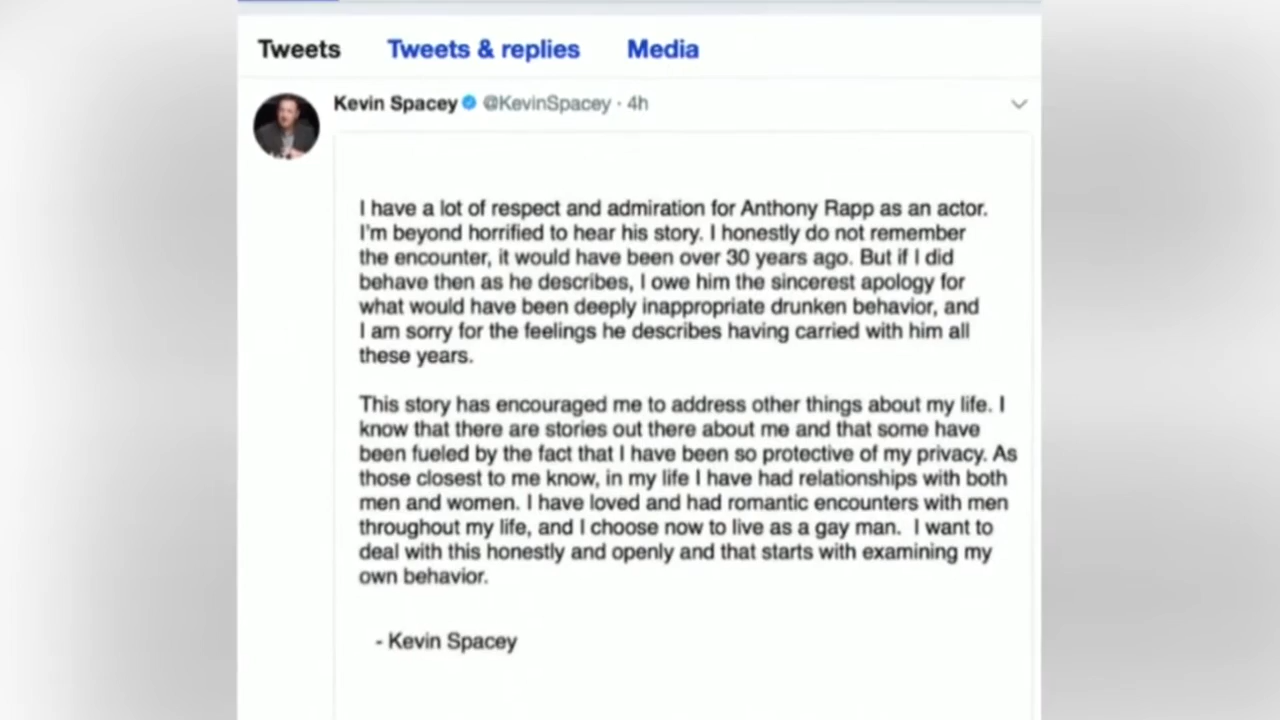 Tweets Tweets & replies Media
Kevin Spacey @KevinSpacey · 4h
I have a lot of respect and admiration for Anthony Rapp as an actor.
I'm beyond horrified to hear his story. I honestly do not remember
the encounter, it would have been over 30 years ago. But if I did
behave then as he describes, I owe him the sincerest apology for
what would have been deeply inappropriate drunken behavior, and
I am sorry for the feelings he describes having carried with him all
these years.
This story has encouraged me to address other things about my life. I
know that there are stories out there about me and that some have
been fueled by the fact that I have been so protective of my privacy. As
those closest to me know, in my life I have had relationships with both
men and women. I have loved and had romantic encounters with men
throughout my life, and I choose now to live as a gay man. I want to
deal with this honestly and openly and that starts with examining my
own behavior.
- Kevin Spacey